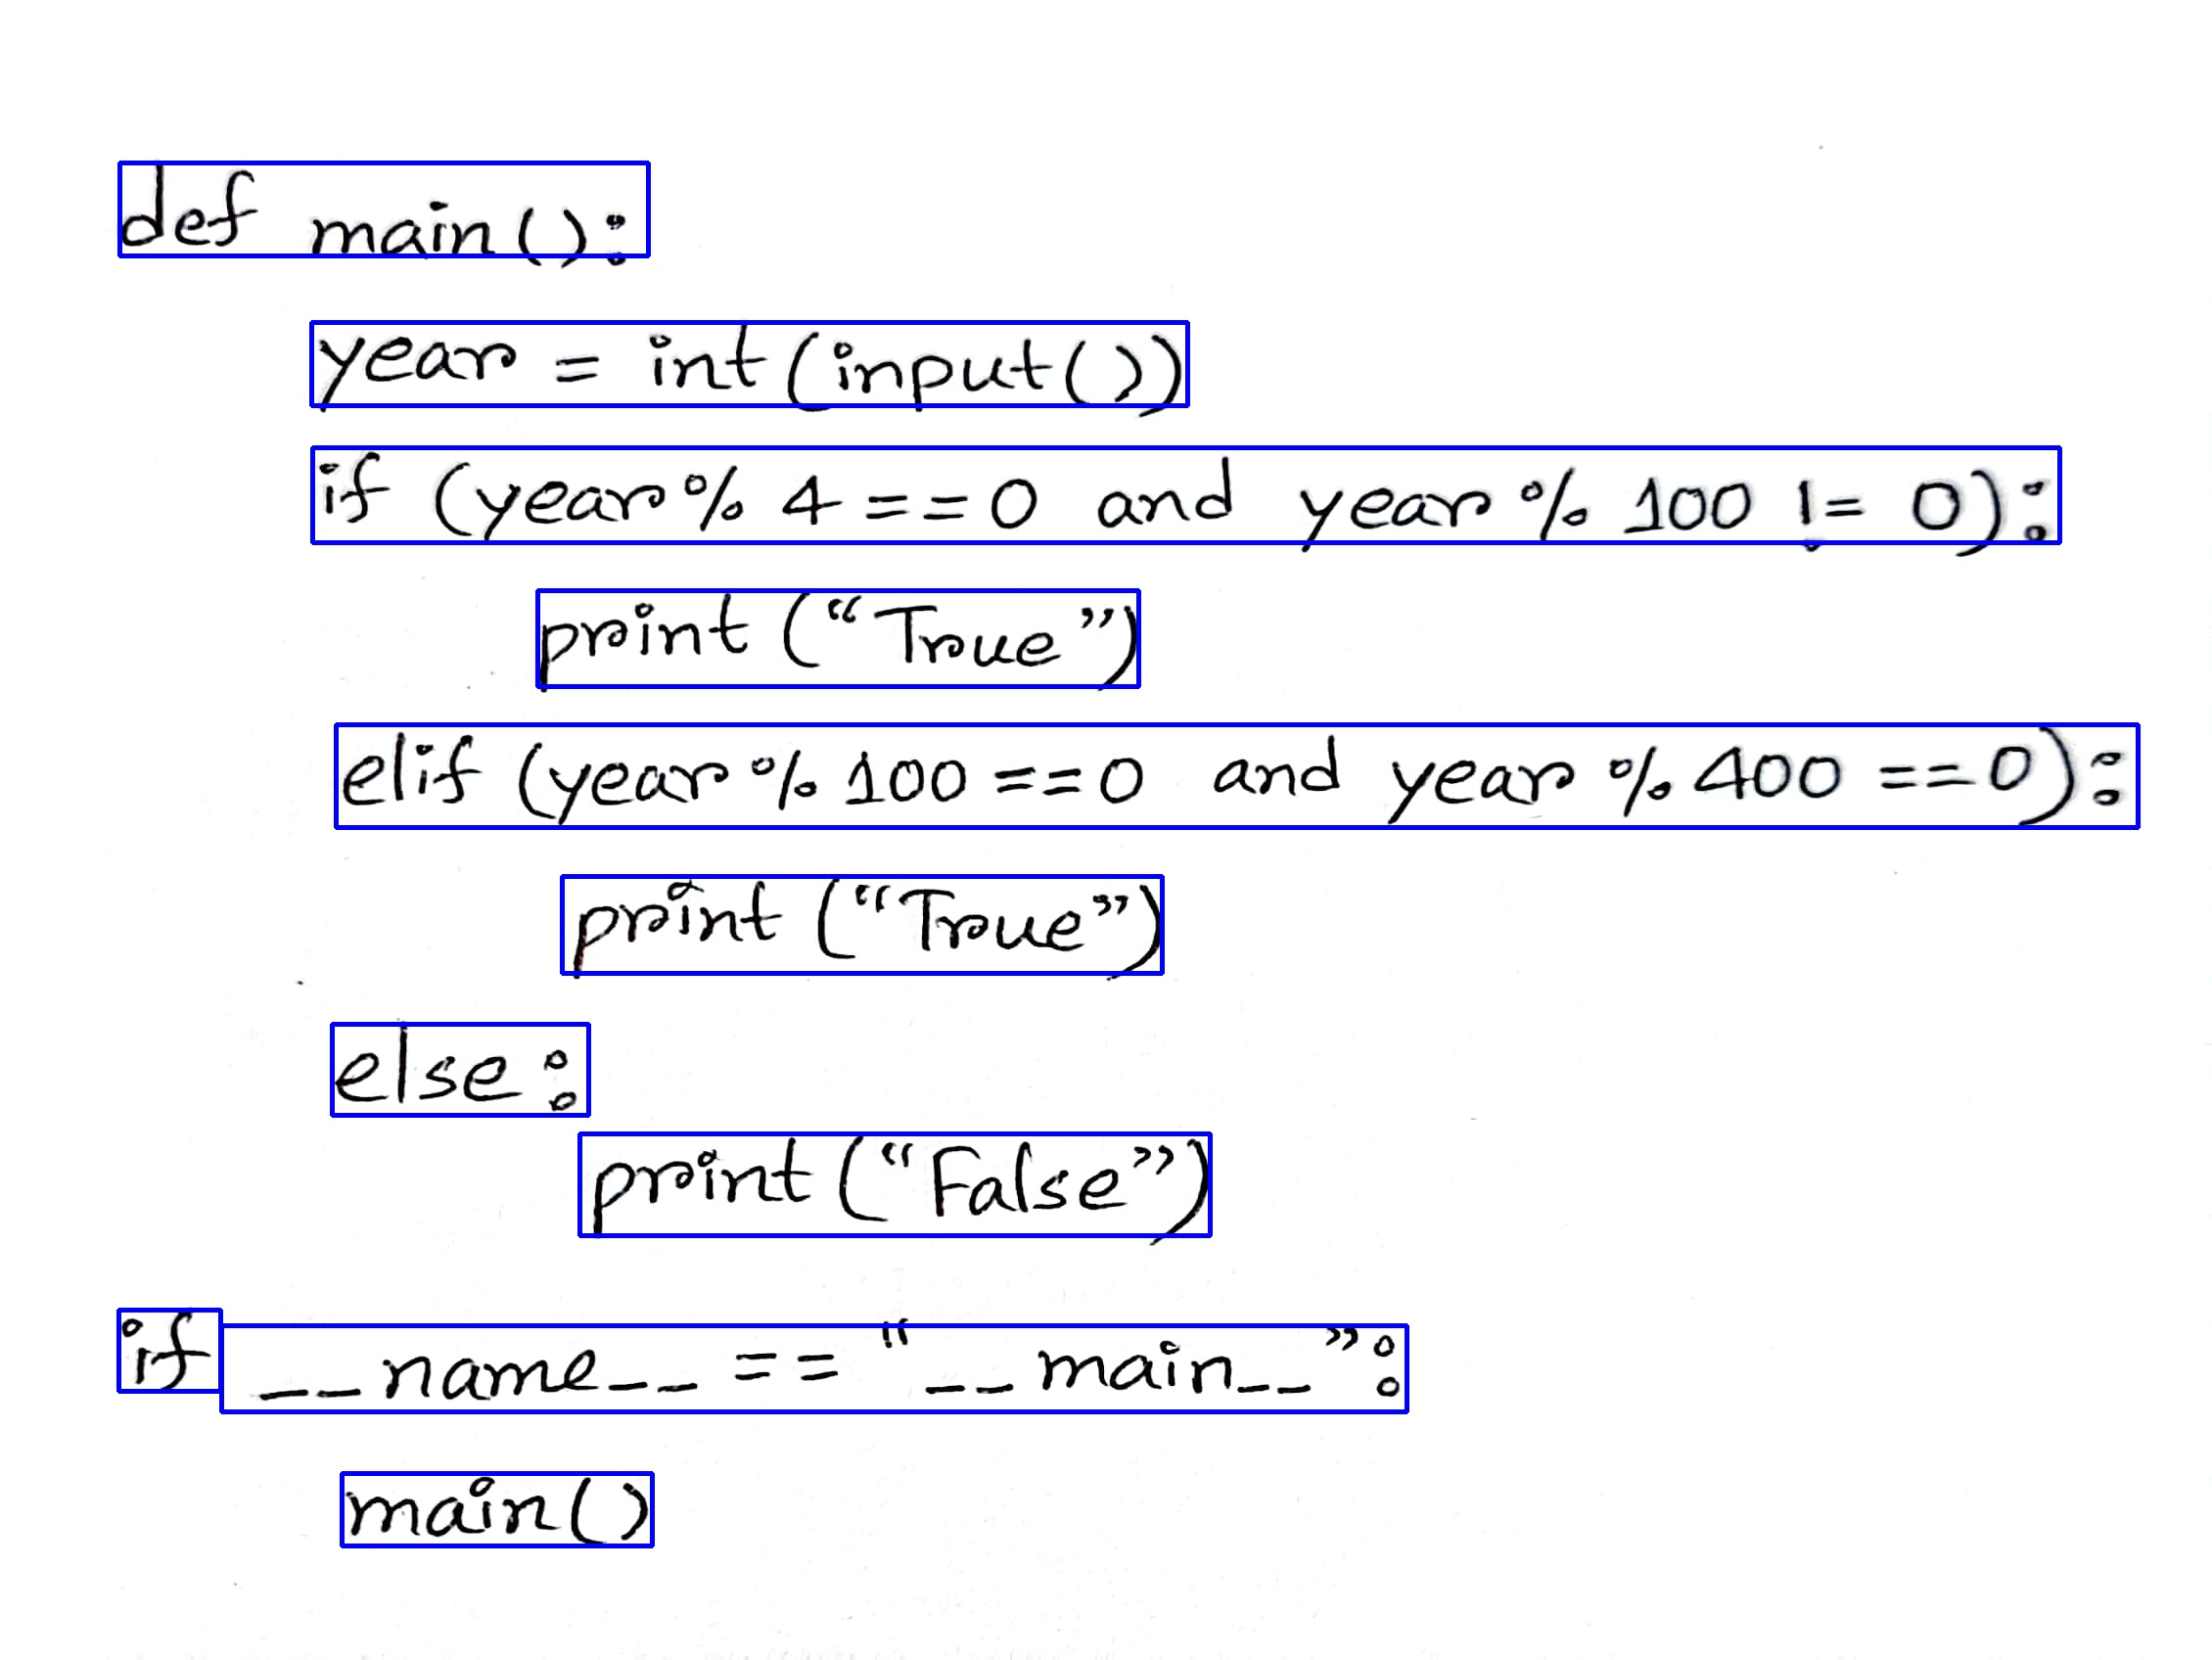 def main():
    year = int(input())
    if (year % 4 == 0 and year % 100 != 0):
        print (“True”)
    elif (year % 100 == 0 and year % 400 == 0):
        print (“True”)
    else:
        print (“False”)
if __name__ == “__main__”:
    main()